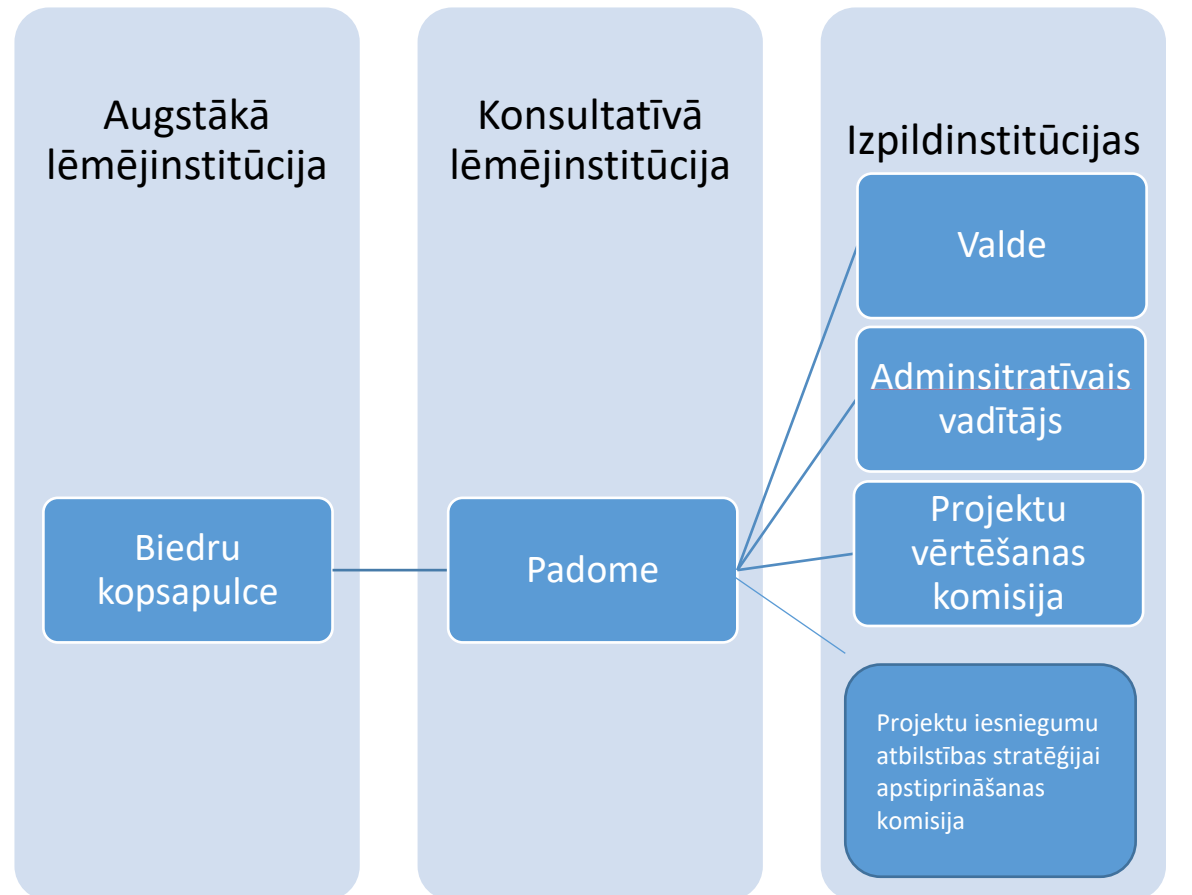 Augstākā
lēmējinstitūcija
Konsultatīvā
lēmējinstitūcija
Izpildinstitūcijas
Biedru
kopsapulce
Padome
Valde
Adminsitratīvais
vadītājs
Projektu
vērtēšanas
komisija
Projektu iesniegumu
atbilstības stratēģijai
apstiprināšanas
komisija